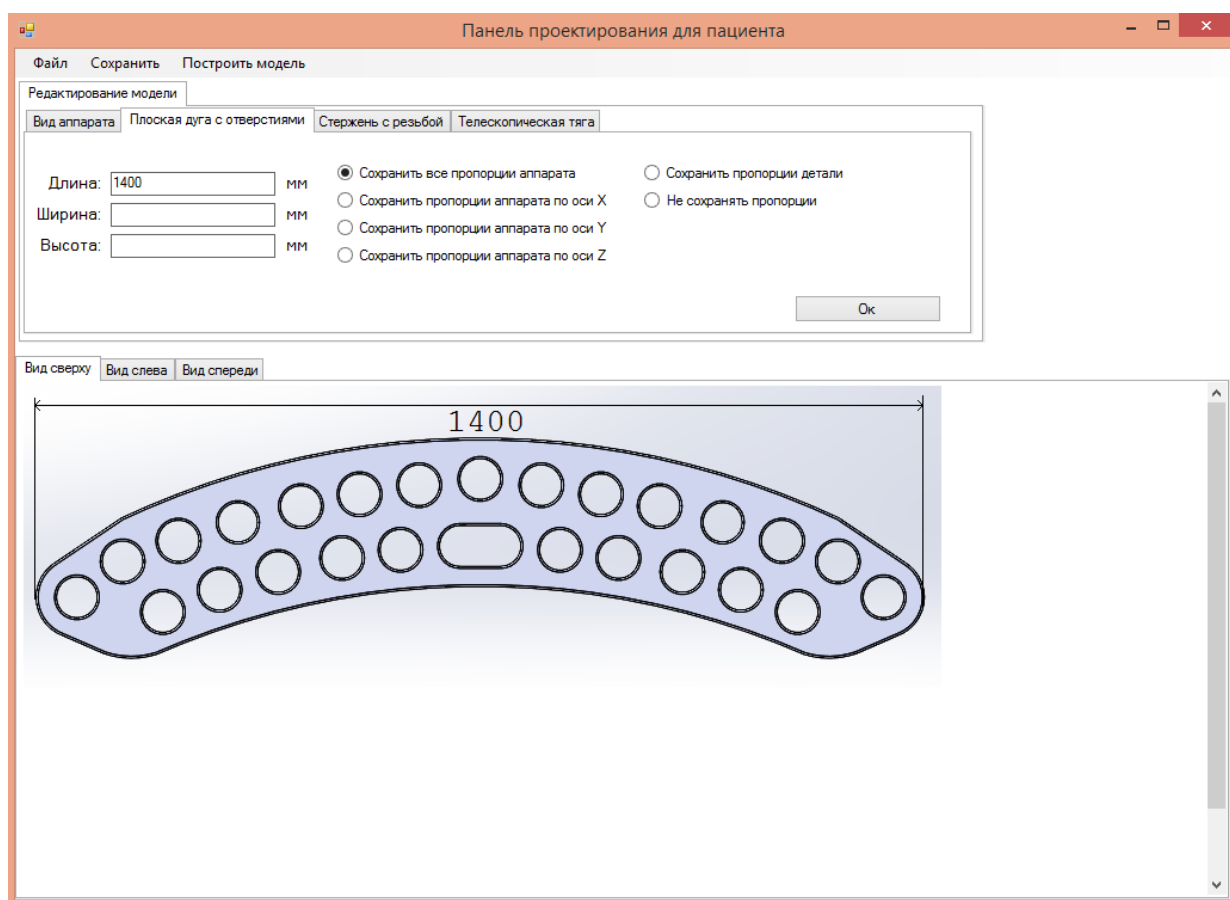 Панель проектирования для пациента
Файл Сохранить Построить модель
Редактирование модели
Вид аппарата Плоская дуга с отверстиями Стержень с резьбой Телескопическая тяга
Длина: 1400 мм
Ширина: мм
Высота: мм
Сохранить все пропорции аппарата
Сохранить пропорции аппарата по оси X
Сохранить пропорции аппарата по оси Y
Сохранить пропорции аппарата по оси Z
Сохранить пропорции детали
Не сохранять пропорции
Ок
Вид сверху Вид слева Вид спереди
1400